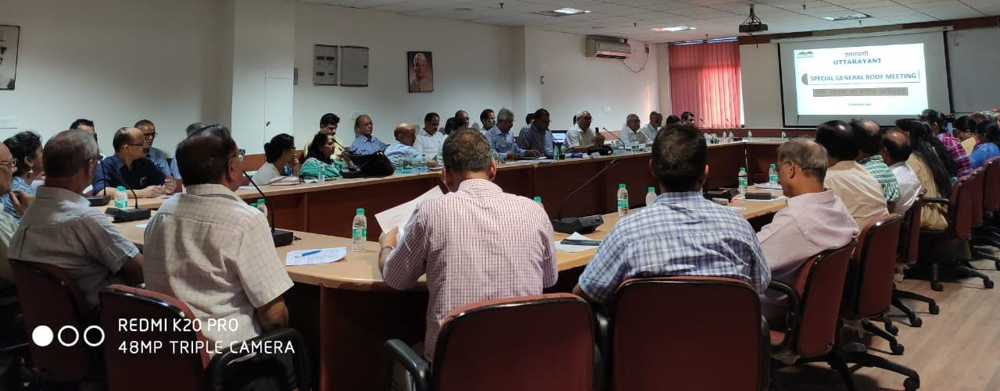 उत्तरायणी
UTTARAYANI
SPECIAL GENERAL BODY MEETING
REDMI K20 PRO
48MP TRIPLE CAMERA